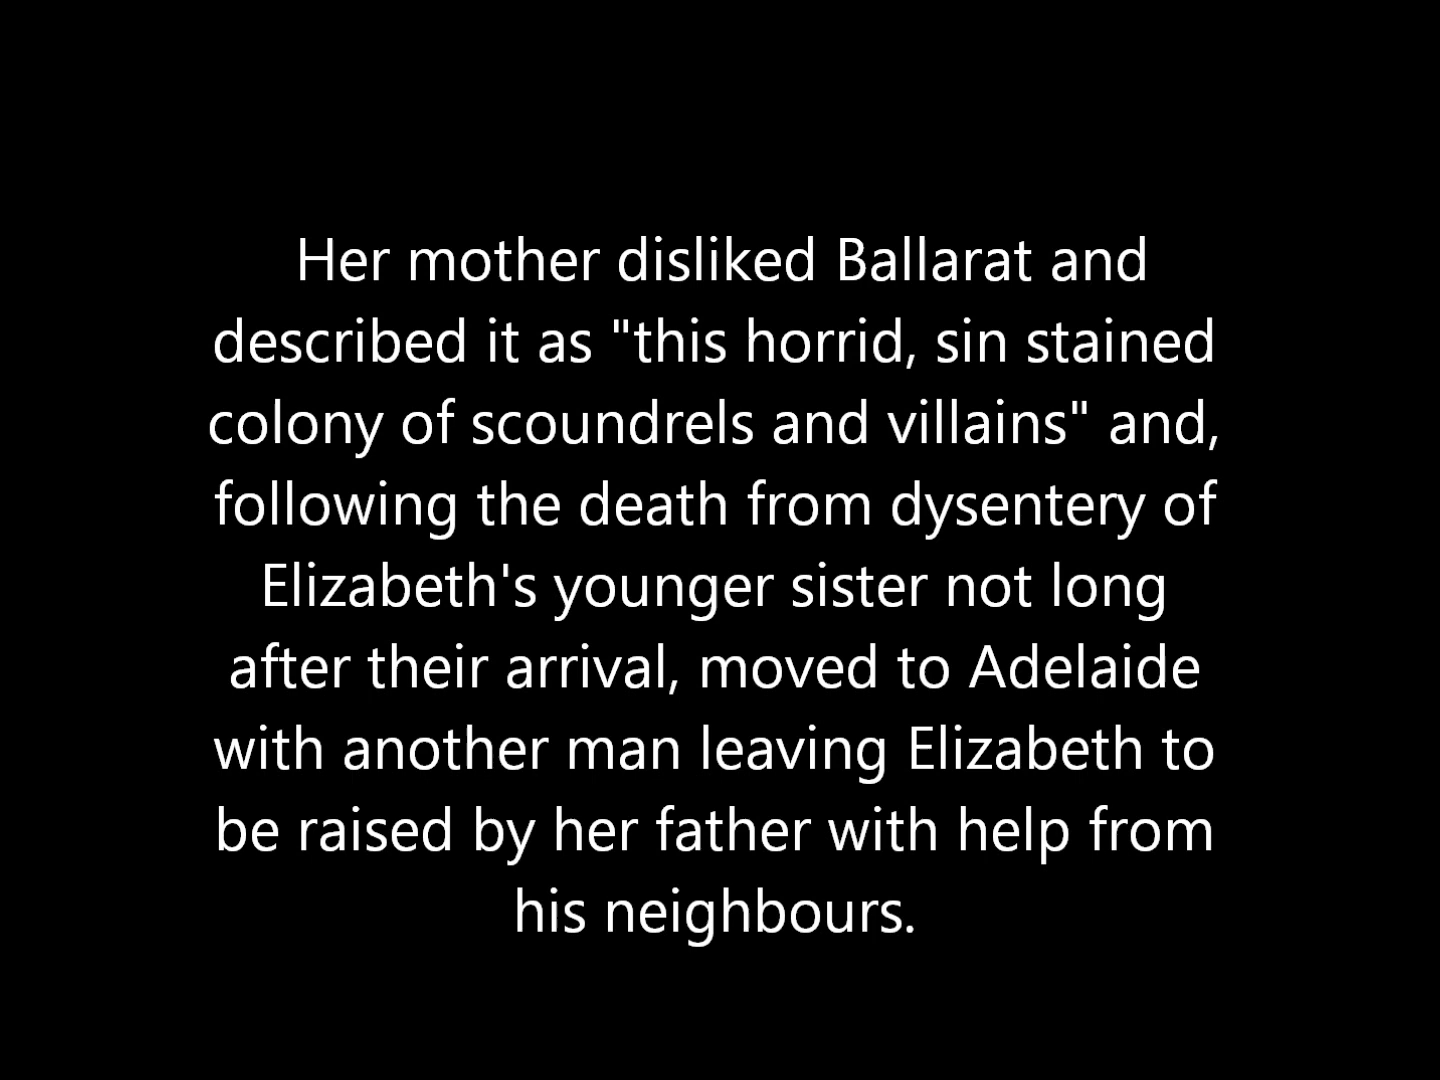 Her mother disliked Ballarat and
described it as "this horrid, sin stained
colony of scoundrels and villains" and,
following the death from dysentery of
Elizabeth's younger sister not long
after their arrival, moved to Adelaide
with another man leaving Elizabeth to
be raised by her father with help from
his neighbours.